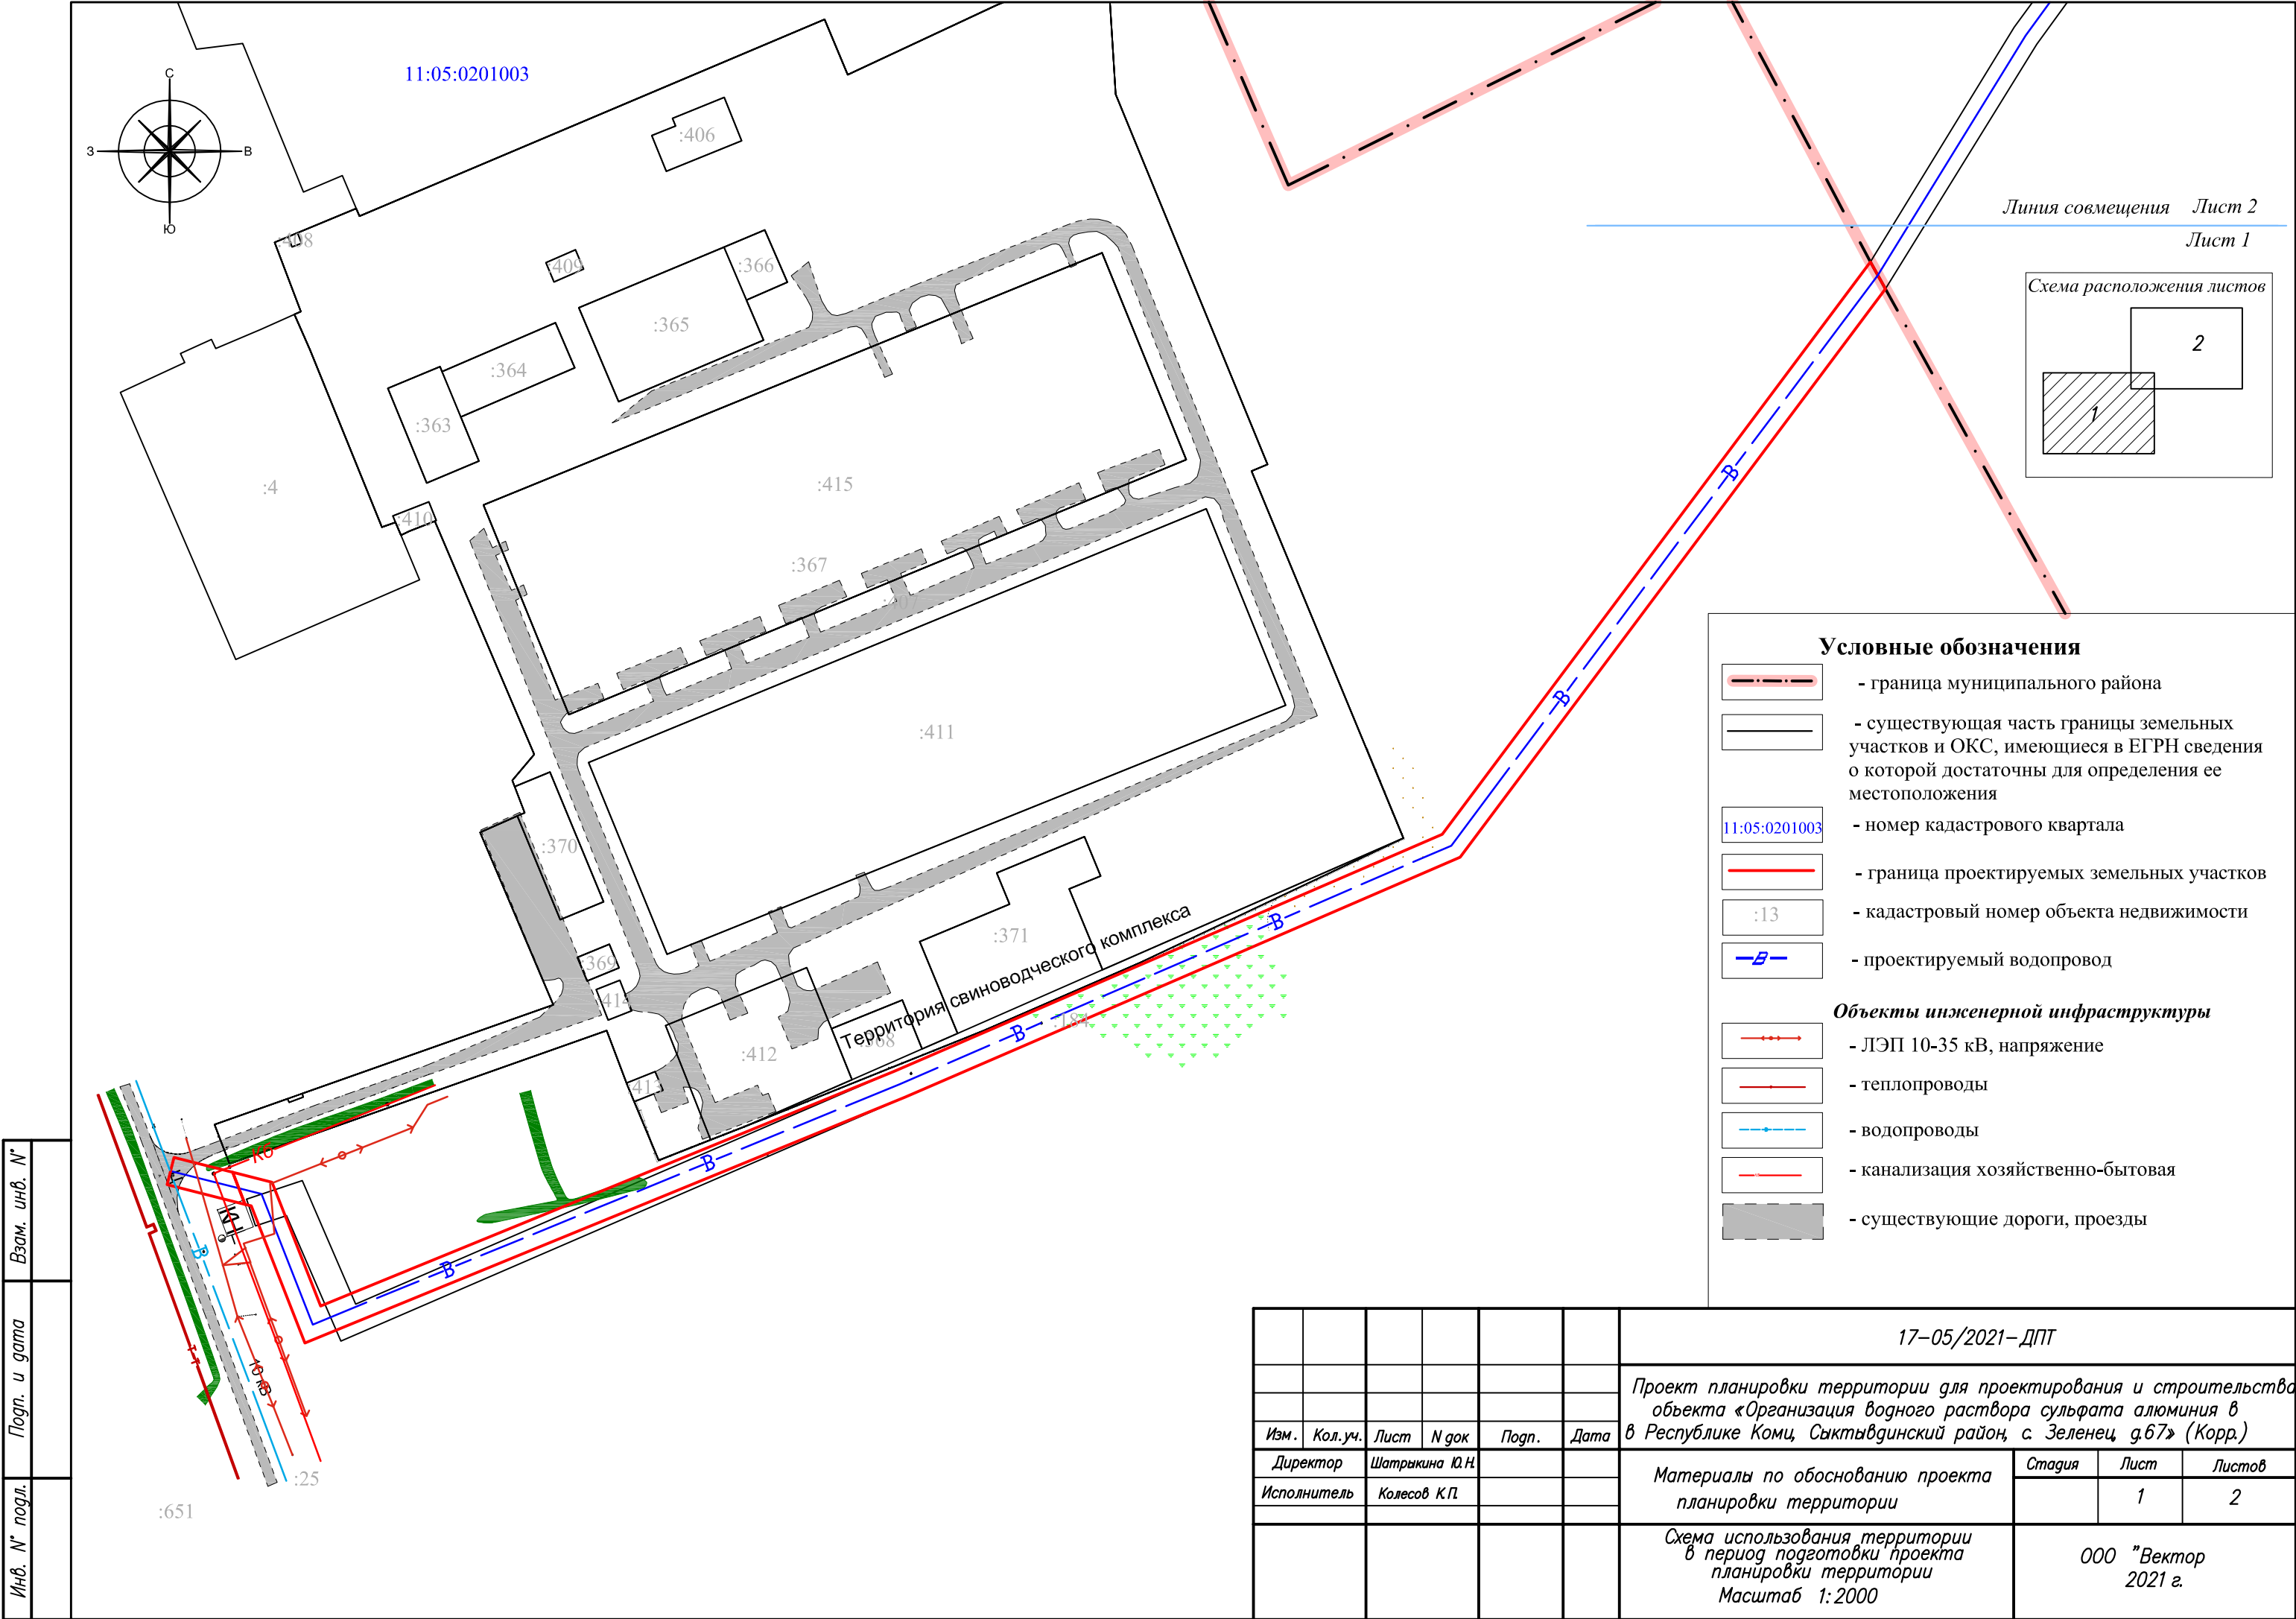 11:05:0201003
С
З
В
Ю
:406
:408
:409
:366
:365
:364
:363
:4
:410
:415
:367
:407
:411
:370
:369
:414
:371
:368
:412
:413
:184
:25
:651
Территория свиноводческого комплекса
В
В
В
В
В
В
В
К6
В
10 кВ
Т
Линия совмещения Лист 2
Лист 1
Схема расположения листов
2
1
Условные обозначения
- граница муниципального района
- существующая часть границы земельных
участков и ОКС, имеющиеся в ЕГРН сведения
о которой достаточны для определения ее
местоположения
11:05:0201003 - номер кадастрового квартала
- граница проектируемых земельных участков
:13 - кадастровый номер объекта недвижимости
В - проектируемый водопровод
Объекты инженерной инфраструктуры
- ЛЭП 10-35 кВ, напряжение
- теплопроводы
- водопроводы
- канализация хозяйственно-бытовая
- существующие дороги, проезды
Взам. инв. N°
Подп. и дата
Инв. N° подл.
17-05/2021-ДПТ
Проект планировки территории для проектирования и строительства
объекта «Организация водного раствора сульфата алюминия в
в Республике Коми, Сыктывдинский район, с. Зеленец, д.67» (Корр.)
Изм. Кол.уч. Лист N док Подп. Дата
Директор Шатрыкина Ю.Н.
Исполнитель Колесов К.П.
Материалы по обоснованию проекта
планировки территории
Стадия Лист Листов
1 2
Схема использования территории
в период подготовки проекта
планировки территории
Масштаб 1:2000
ООО "Вектор
2021 г.